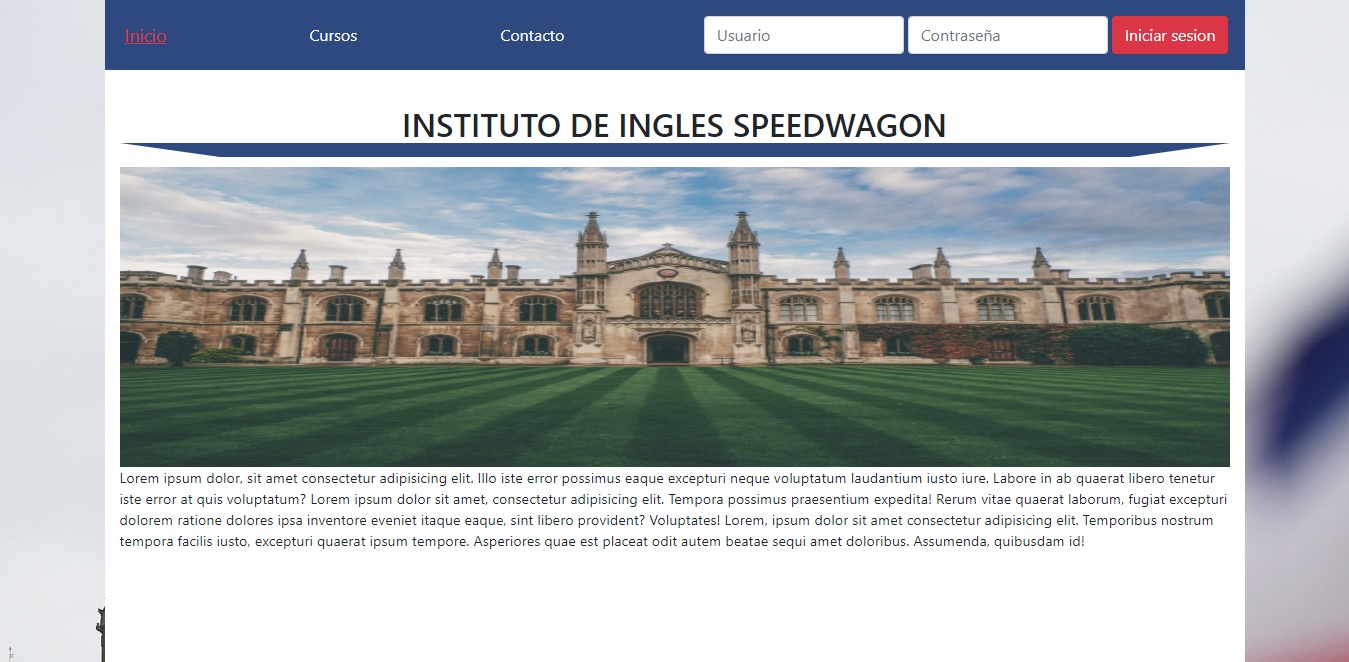 Inicio Cursos Contacto Usuario Contraseña Iniciar sesion
INSTITUTO DE INGLES SPEEDWAGON
Lorem ipsum dolor, sit amet consectetur adipisicing elit. Illo iste error possimus eaque excepturi neque voluptatum laudantium iusto iure. Labore in ab quaerat libero tenetur
iste error at quis voluptatum? Lorem ipsum dolor sit amet, consectetur adipisicing elit. Tempora possimus praesentium expedita! Rerum vitae quaerat laborum, fugiat excepturi
dolorem ratione dolores ipsa inventore eveniet itaque eaque, sint libero provident? Voluptates! Lorem, ipsum dolor sit amet consectetur adipisicing elit. Temporibus nostrum
tempora facilis iusto, excepturi quaerat ipsum tempore. Asperiores quae est placeat odit autem beatae sequi amet doloribus. Assumenda, quibusdam id!